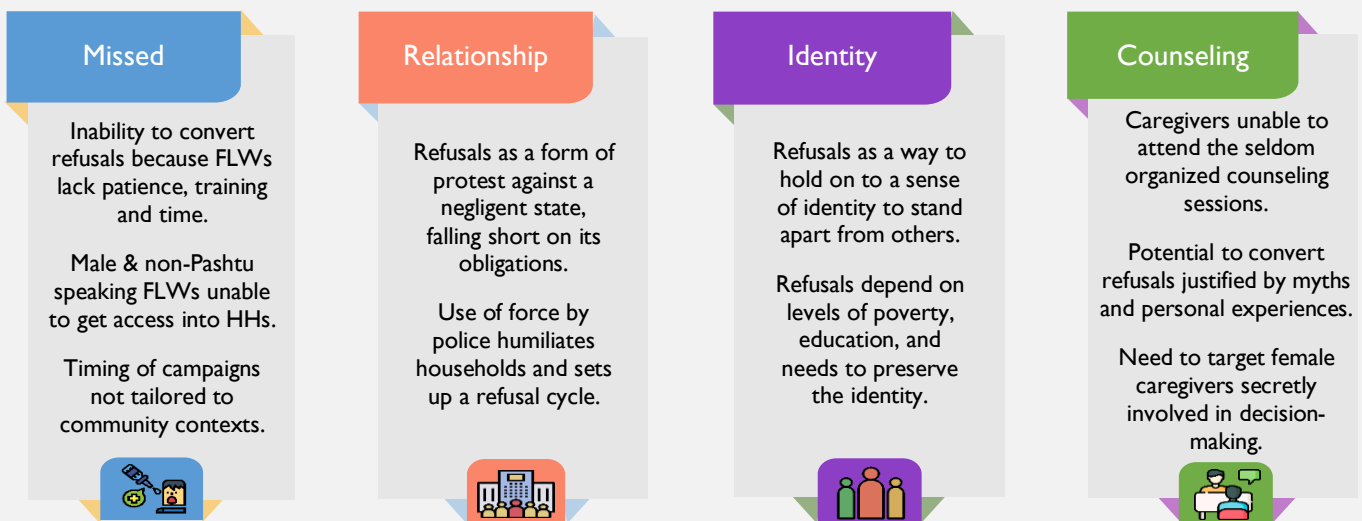 Missed
Inability to convert
refusals because FLWs
lack patience, training
and time.
Male & non-Pashtu
speaking FLWs unable
to get access into HHs.
Timing of campaigns
not tailored to
community contexts.
Relationship
Refusals as a form of
protest against a
negligent state,
falling short on its
obligations.
Use of force by
police humiliates
households and sets
up a refusal cycle.
Identity
Refusals as a way to
hold on to a sense
of identity to stand
apart from others.
Refusals depend on
levels of poverty,
education, and
needs to preserve
the identity.
Counseling
Caregivers unable to
attend the seldom
organized counseling
sessions.
Potential to convert
refusals justified by myths
and personal experiences.
Need to target female
caregivers secretly
involved in decision-
making.